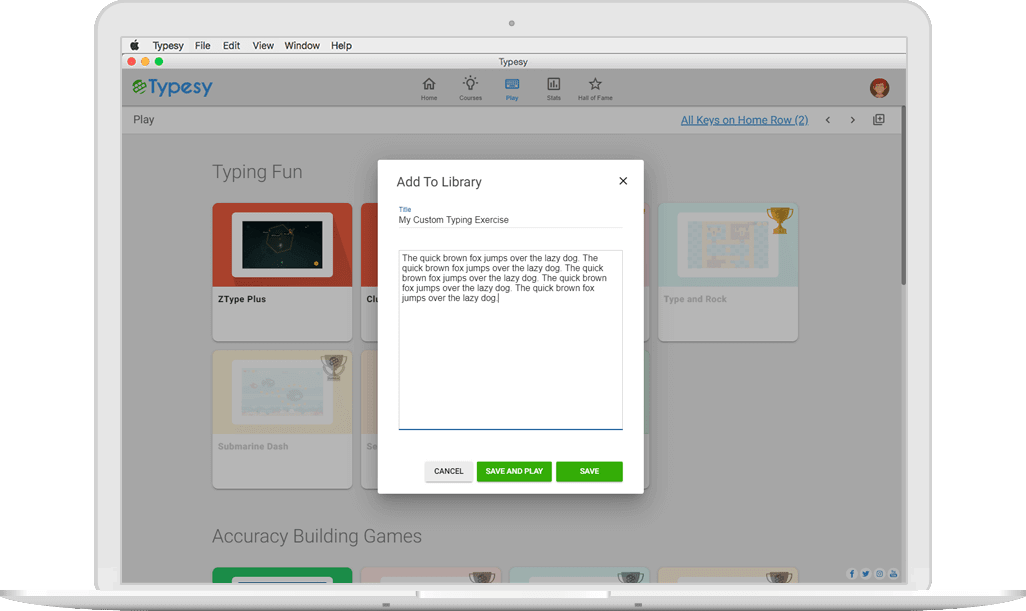 Typesy File Edit View Window Help
Typesy
Typesy
Home Courses Play Stats Hall of Fame
Play
All Keys on Home Row (2)
Typing Fun
Add To Library
Title
My Custom Typing Exercise
The quick brown fox jumps over the lazy dog. The
quick brown fox jumps over the lazy dog. The quick
brown fox jumps over the lazy dog. The quick brown
fox jumps over the lazy dog. The quick brown fox
jumps over the lazy dog.
CANCEL SAVE AND PLAY SAVE
ZType Plus
Type and Rock
Submarine Dash
Accuracy Building Games